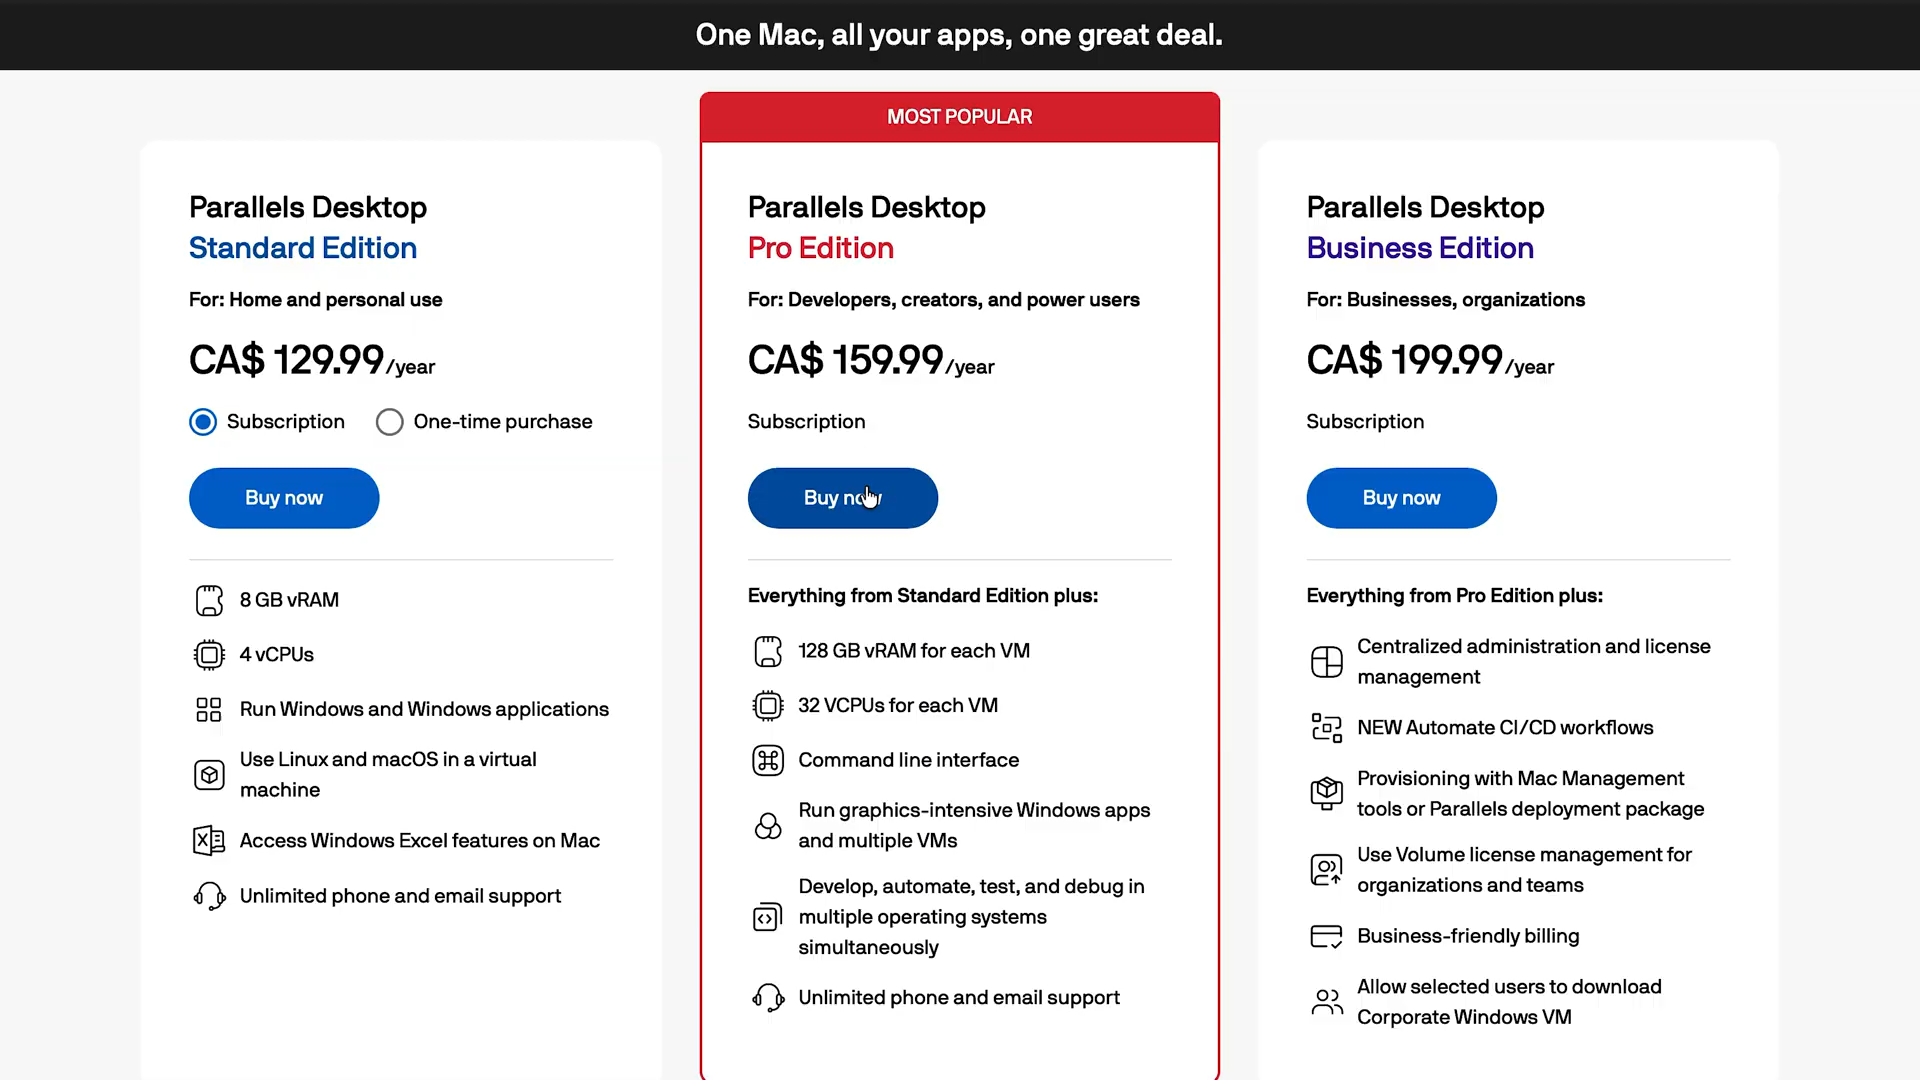 One Mac, all your apps, one great deal.
Parallels Desktop
Standard Edition
For: Home and personal use
CA$ 129.99/year
Subscription
One-time purchase
Buy now
8 GB vRAM
4 vCPUs
Run Windows and Windows applications
Use Linux and macOS in a virtual
machine
Access Windows Excel features on Mac
Unlimited phone and email support
MOST POPULAR
Parallels Desktop
Pro Edition
For: Developers, creators, and power users
CA$ 159.99/year
Subscription
Buy now
Everything from Standard Edition plus:
128 GB vRAM for each VM
32 VCPUs for each VM
Command line interface
Run graphics-intensive Windows apps
and multiple VMs
Develop, automate, test, and debug in
multiple operating systems
simultaneously
Unlimited phone and email support
Parallels Desktop
Business Edition
For: Businesses, organizations
CA$ 199.99/year
Subscription
Buy now
Everything from Pro Edition plus:
Centralized administration and license
management
NEW Automate CI/CD workflows
Provisioning with Mac Management
tools or Parallels deployment package
Use Volume license management for
organizations and teams
Business-friendly billing
Allow selected users to download
Corporate Windows VM